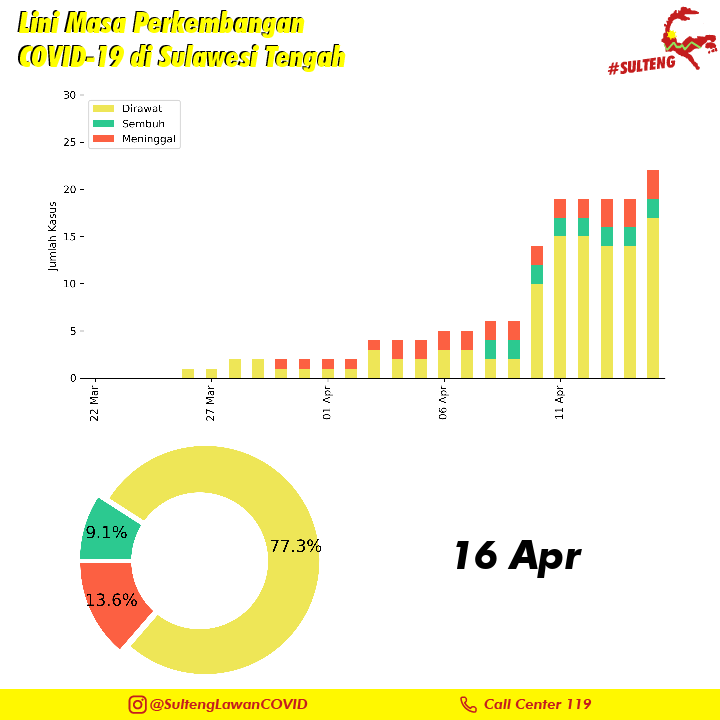 Lini Masa Perkembangan
COVID-19 di Sulawesi Tengah
#SULTENG
30
25
20
15
10
5
0
Jumlah Kasus
Dirawat
Sembuh
Meninggal
22 Mar
27 Mar
01 Apr
06 Apr
11 Apr
9.1%
77.3%
13.6%
16 Apr
@SultengLawanCOVID
Call Center 119